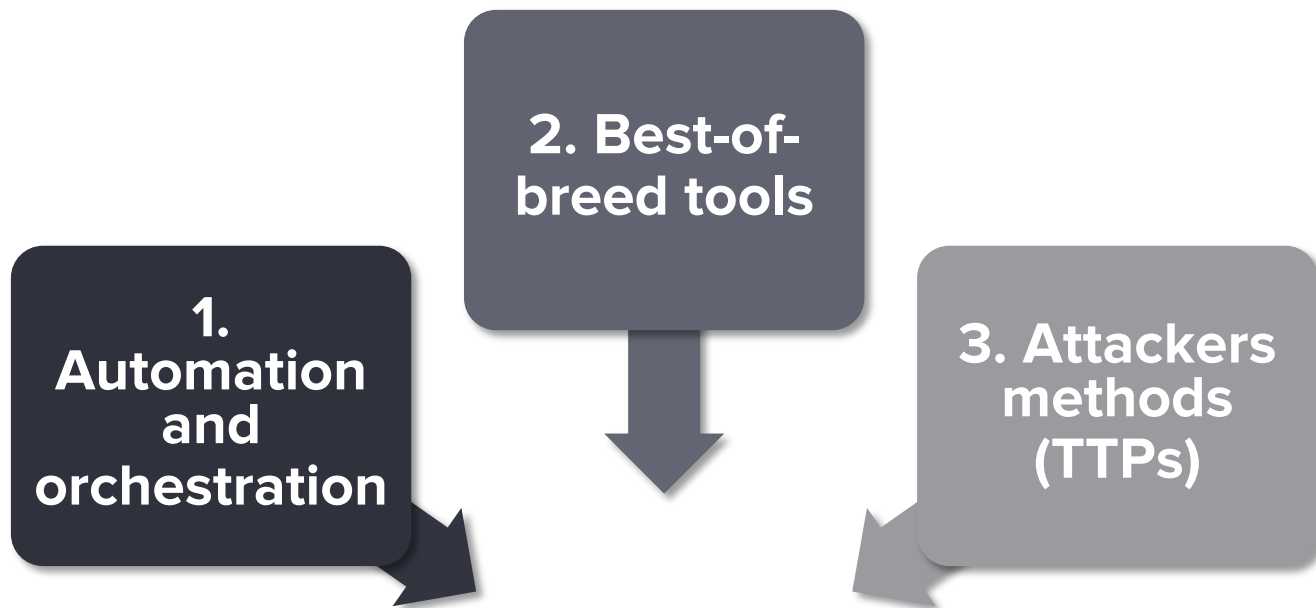 1.
Automation
and
orchestration
2. Best-of-
breed tools
3. Attackers
methods
(TTPs)